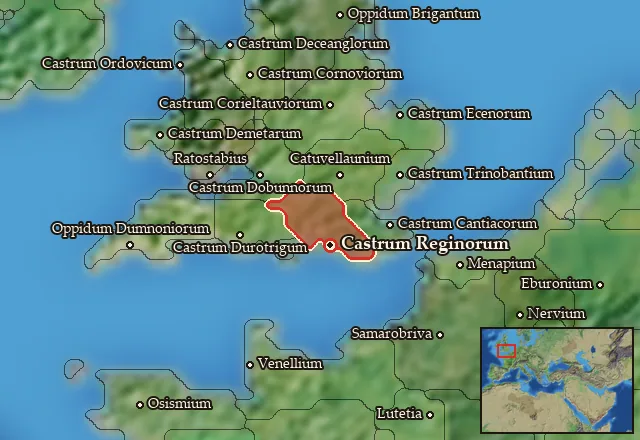 Oppidum Brigantum
Castrum Deceanglorum
Castrum Ordovicum
Castrum Cornoviorum
Castrum Corieltauviorum
Castrum Ecenorum
Castrum Demetarum
Ratostabius
Catuvellaunium
Castrum Trinobantium
Castrum Dobunnorum
Oppidum Dumnoniorum
Castrum Cantiacorum
Castrum Durotrigum
Castrum Reginorum
Menapium
Eburonium
Nervium
Samarobriva
Venellium
Osismium
Lutetia